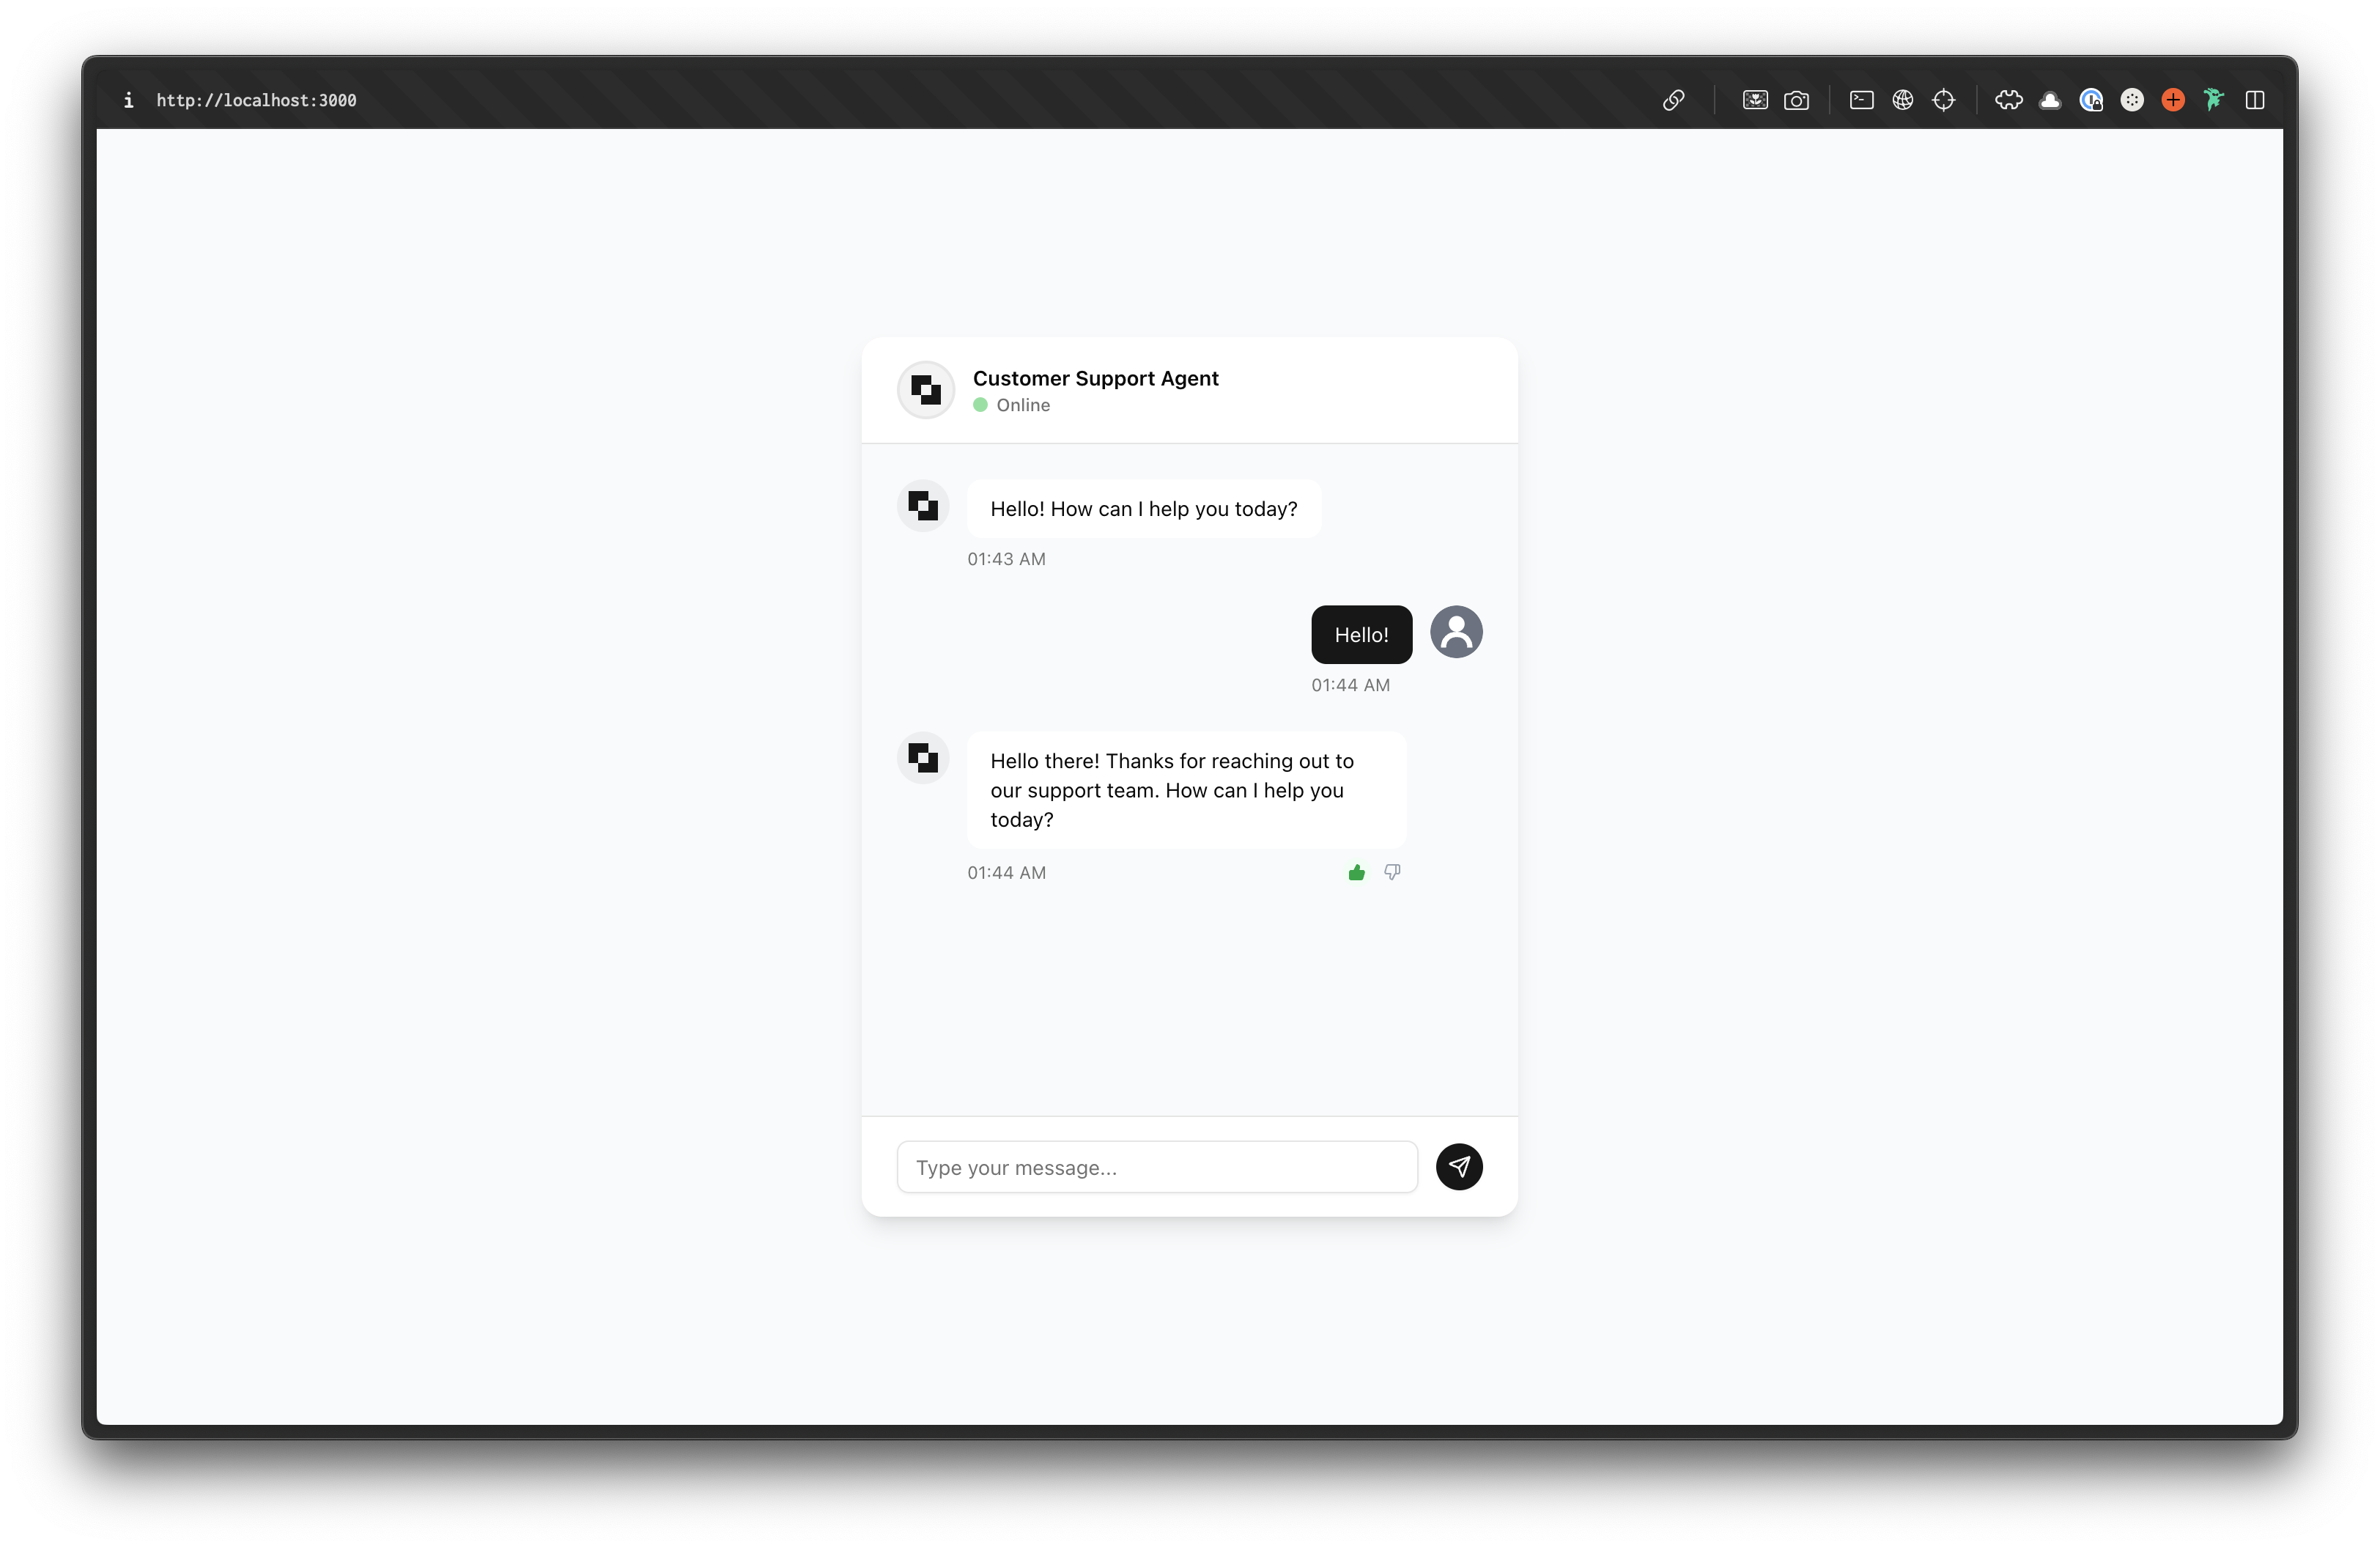 i http://localhost:3000
Customer Support Agent
Online
Hello! How can I help you today?
01:43 AM
Hello!
01:44 AM
Hello there! Thanks for reaching out to
our support team. How can I help you
today?
01:44 AM
Type your message...